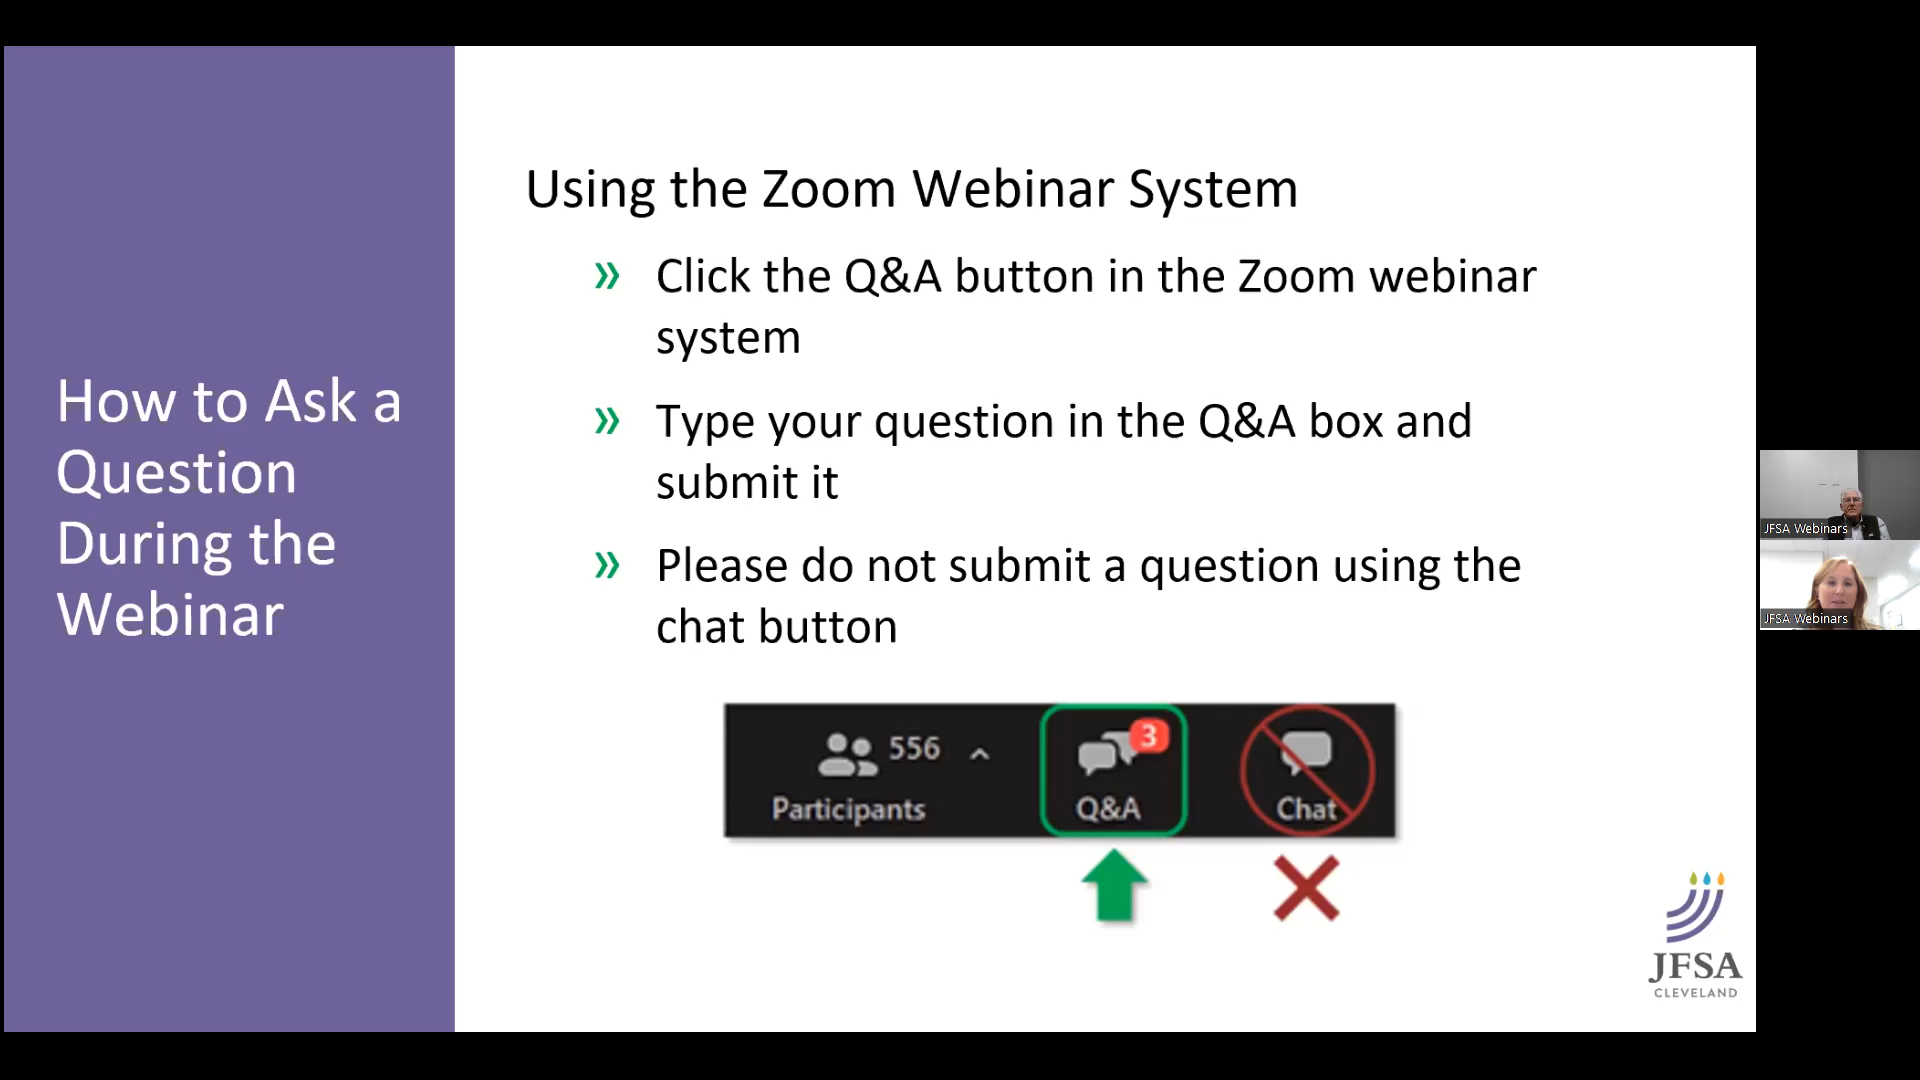 How to Ask a
Question
During the
Webinar
Using the Zoom Webinar System
» Click the Q&A button in the Zoom webinar
system
» Type your question in the Q&A box and
submit it
» Please do not submit a question using the
chat button
556
3
Participants
Q&A
Chat
JFSA
CLEVELAND
JFSA Webinars
JFSA Webinars